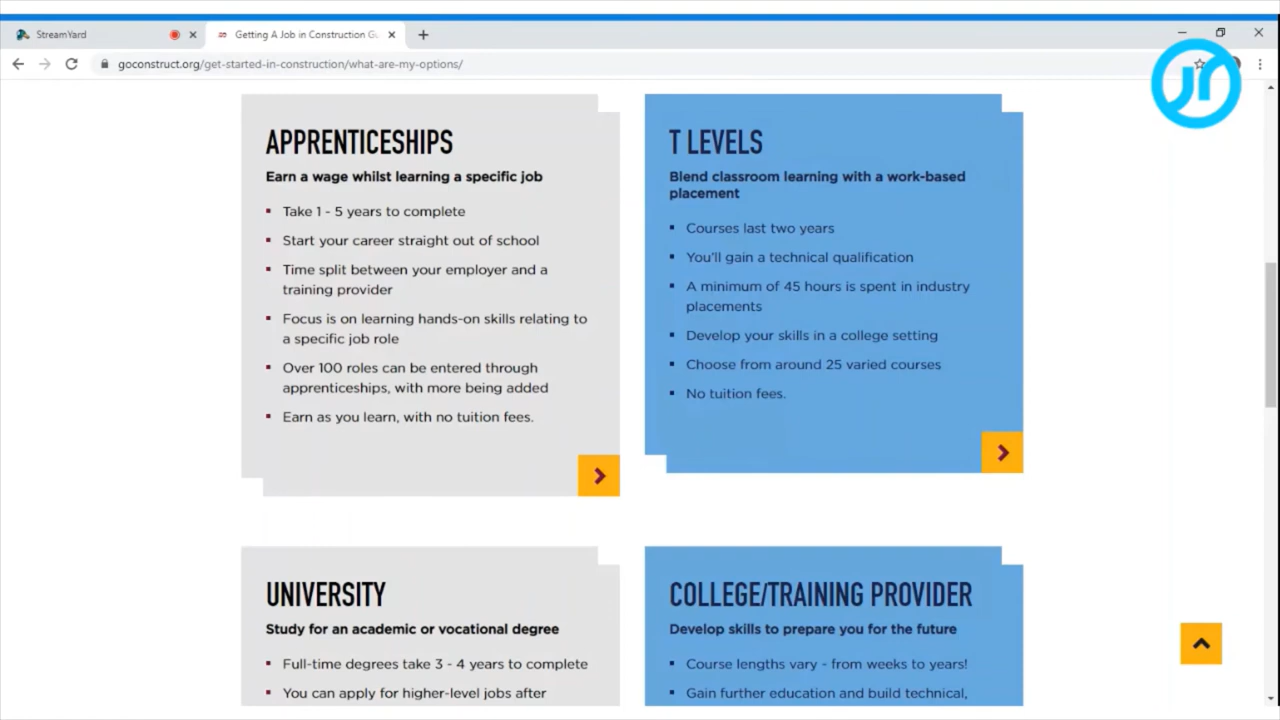 StreamYard
Getting A Job in Construction Gu
goconstruct.org/get-started-in-construction/what-are-my-options/
APPRENTICESHIPS
Earn a wage whilst learning a specific job
Take 1 - 5 years to complete
Start your career straight out of school
Time split between your employer and a
training provider
Focus is on learning hands-on skills relating to
a specific job role
Over 100 roles can be entered through
apprenticeships, with more being added
Earn as you learn, with no tuition fees.
T LEVELS
Blend classroom learning with a work-based
placement
Courses last two years
You'll gain a technical qualification
A minimum of 45 hours is spent in industry
placements
Develop your skills in a college setting
Choose from around 25 varied courses
No tuition fees.
UNIVERSITY
Study for an academic or vocational degree
Full-time degrees take 3 - 4 years to complete
You can apply for higher-level jobs after
COLLEGE/TRAINING PROVIDER
Develop skills to prepare you for the future
Course lengths vary - from weeks to years!
Gain further education and build technical,